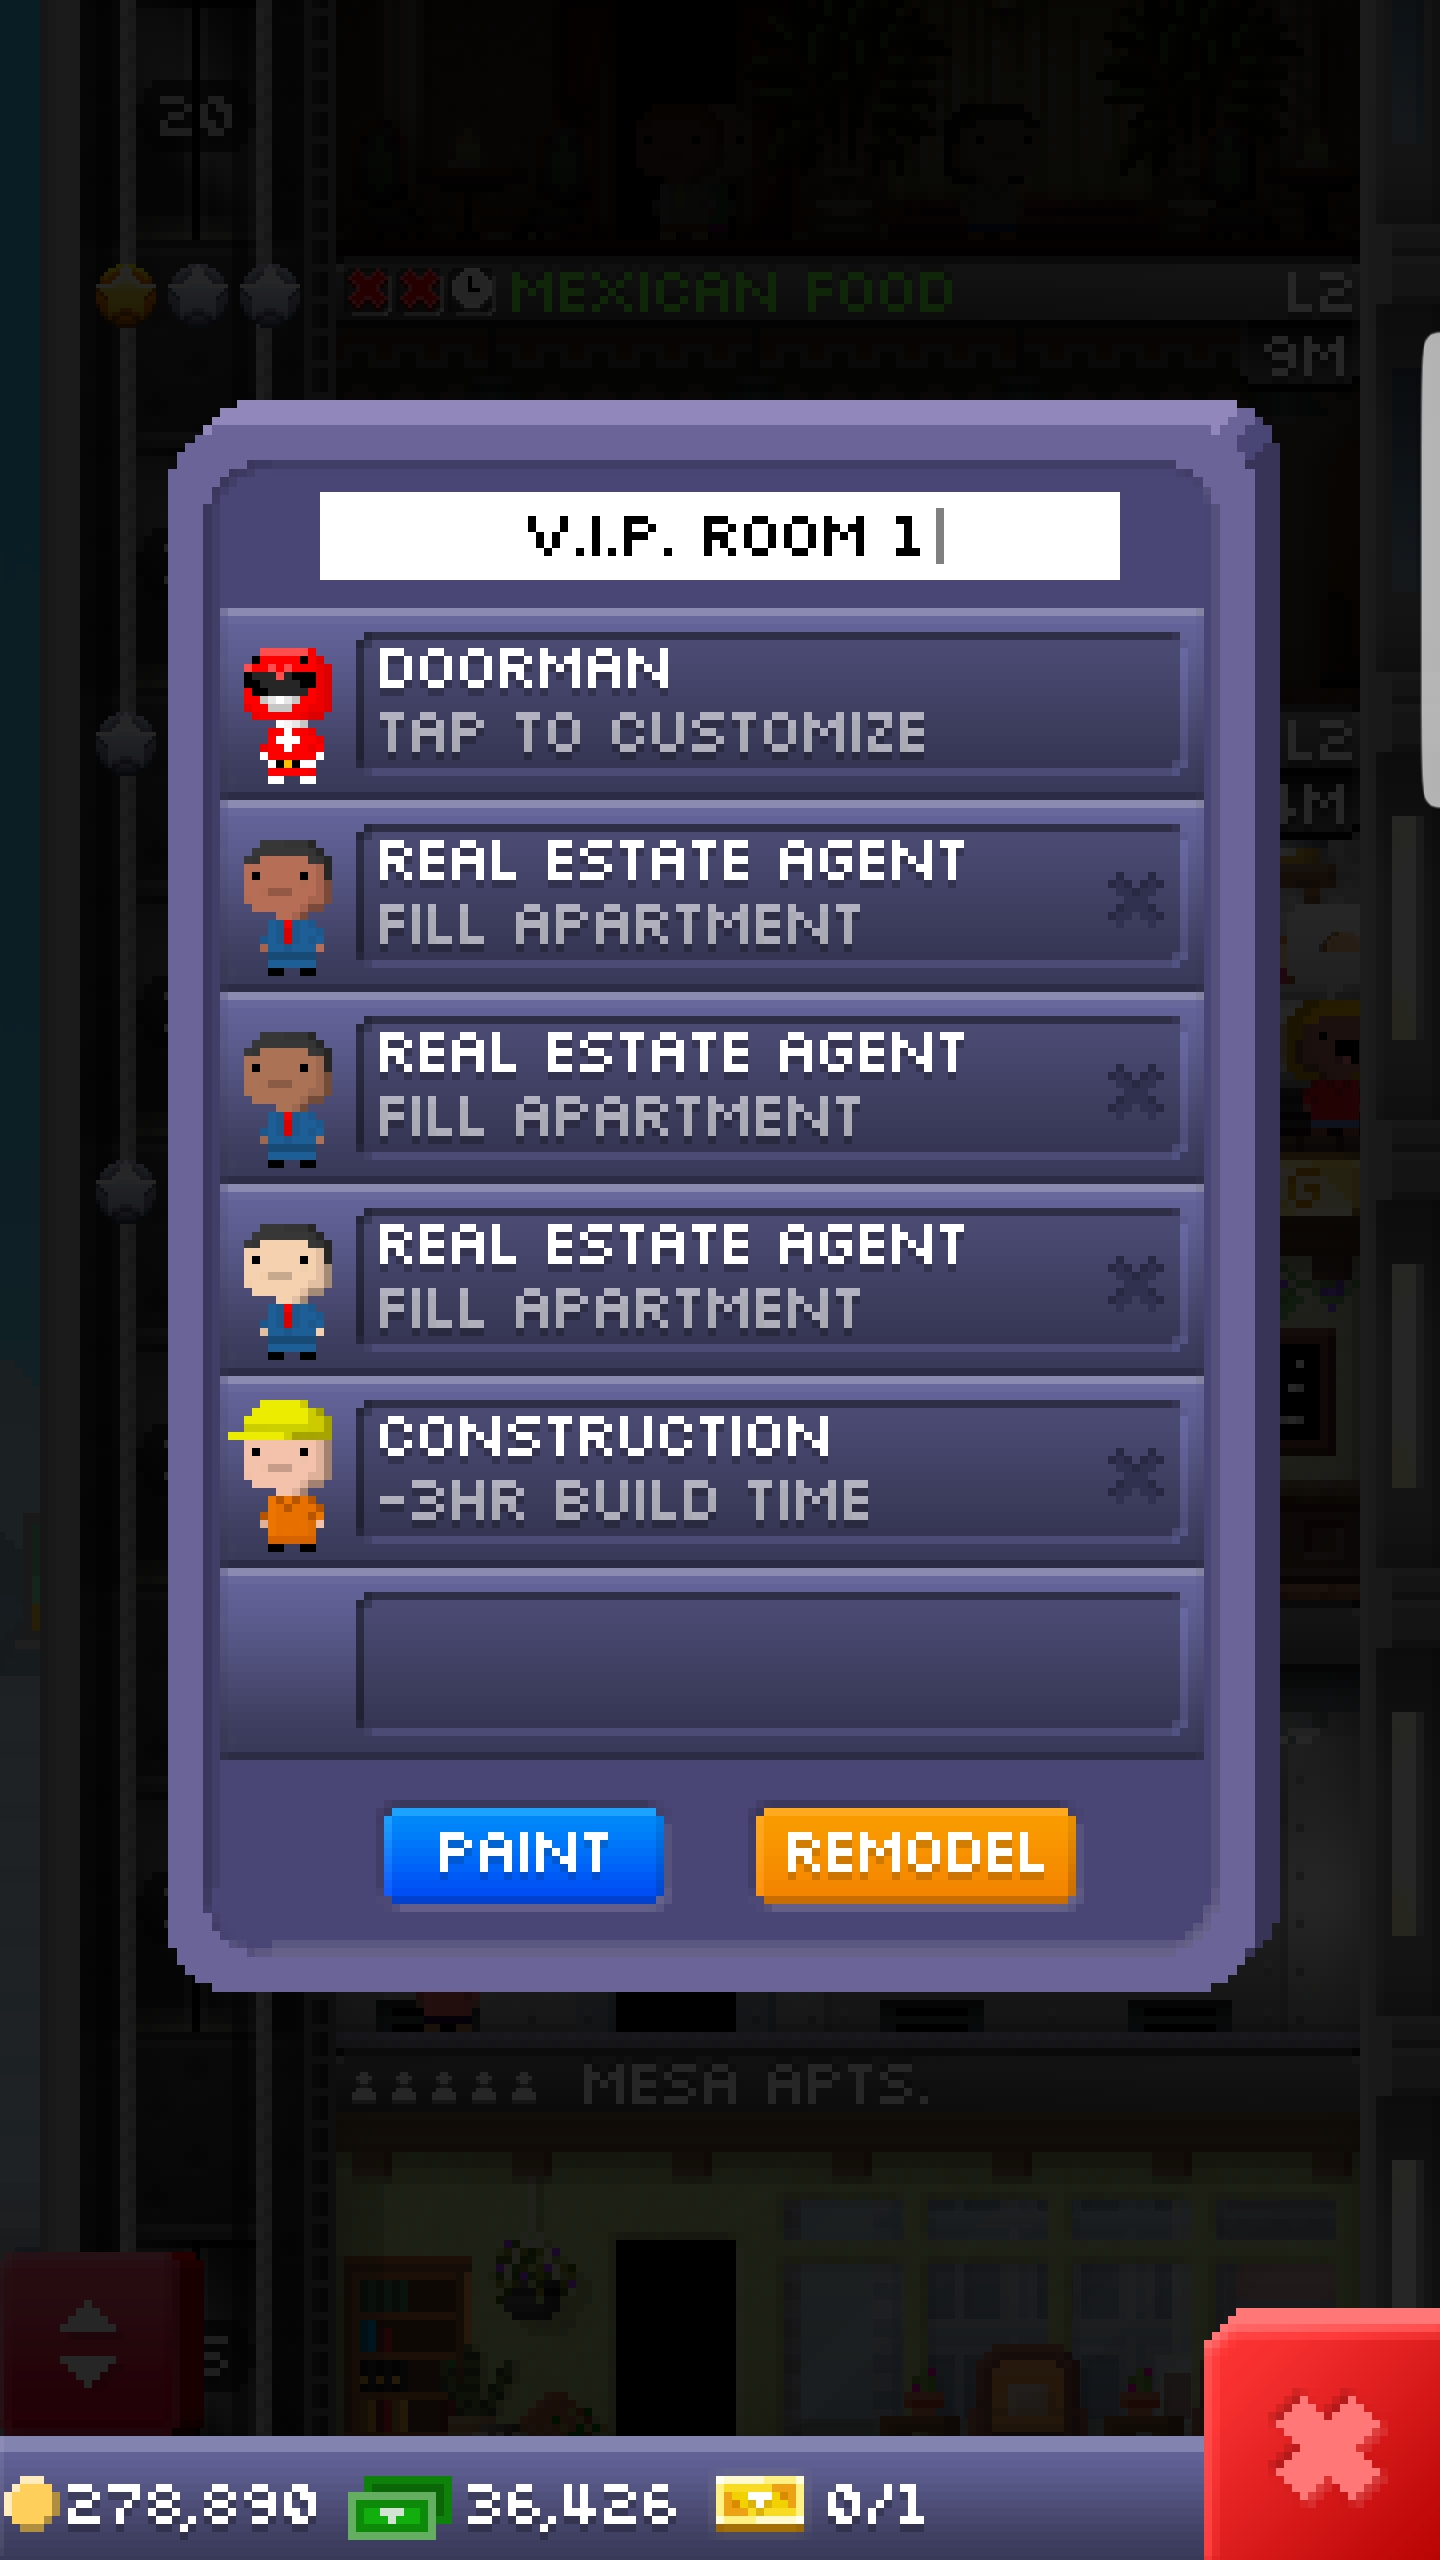 20
MEXICAN FOOD L2
9M
V.I.P. ROOM 1
DOORMAN
TAP TO CUSTOMIZE
L2
REAL ESTATE AGENT
FILL APARTMENT
REAL ESTATE AGENT
FILL APARTMENT
REAL ESTATE AGENT
FILL APARTMENT
CONSTRUCTION
-3HR BUILD TIME
PAINT REMODEL
MESA APTS.
278,890 36,426 0/1